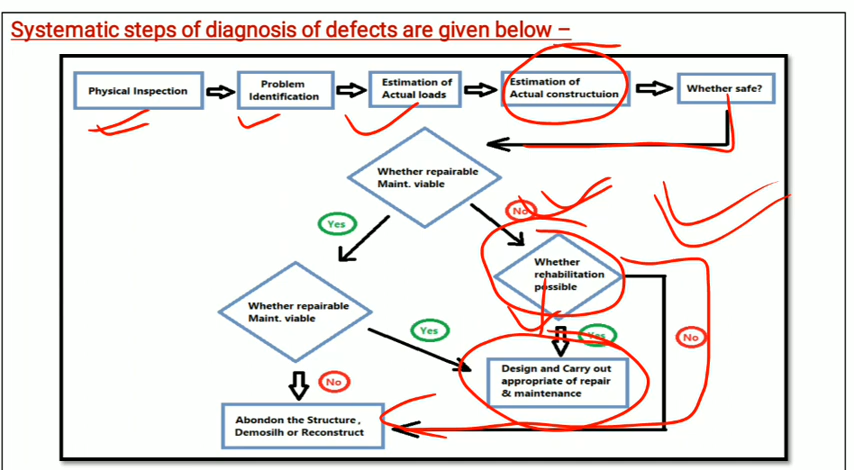 Systematic steps of diagnosis of defects are given below –
Physical Inspection
Problem
Identification
Estimation of
Actual loads
Estimation of
Actual constructuion
Whether safe?
Whether repairable
Maint. viable
Yes
No
Whether
rehabilitation
possible
Whether repairable
Maint. viable
Yes
Yes
No
No
Design and Carry out
appropriate of repair
& maintenance
Abondon the Structure,
Demosilh or Reconstruct